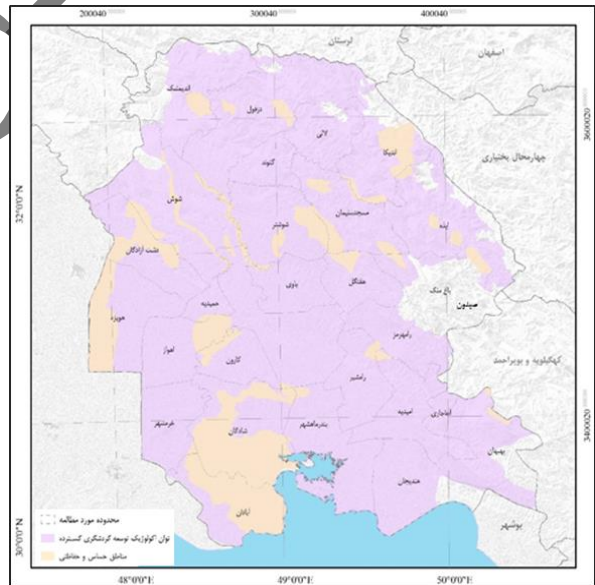 200040 300040 400040
لرستان
اصفهان
اندیمشک
دزفول
لالی
اندیکا
چهارمحال بختیاری
گتوند
شوش
مسجدسلیمان
ایذه
شوشتر
دشت آزادگان
هفتگل
باوی
باغ ملک
صیدون
حمیدیه
هویزه
رامهرمز
اهواز
کارون
کهگیلویه و بویراحمد
رامشیر
خرمشهر
شادگان
بندرماهشهر
امیدیه
آغاجاری
بهبهان
هندیجان
آبادان
بوشهر
محدوده مورد مطالعه
توان اکولوژیک توسعه گردشگری گسترده
مناطق حساس و حفاظتی
32°0'0"N
30°0'0"N
3600020
3400020
48°0'0"E 49°0'0"E 50°0'0"E